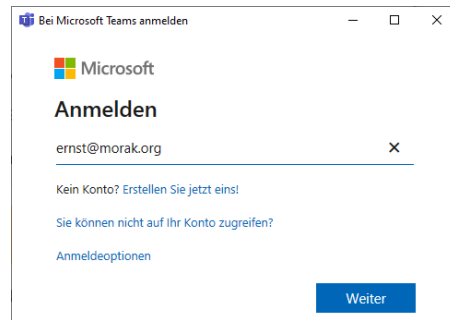 Bei Microsoft Teams anmelden
Microsoft
Anmelden
ernst@morak.org
Kein Konto? Erstellen Sie jetzt eins!
Sie können nicht auf Ihr Konto zugreifen?
Anmeldeoptionen
Weiter